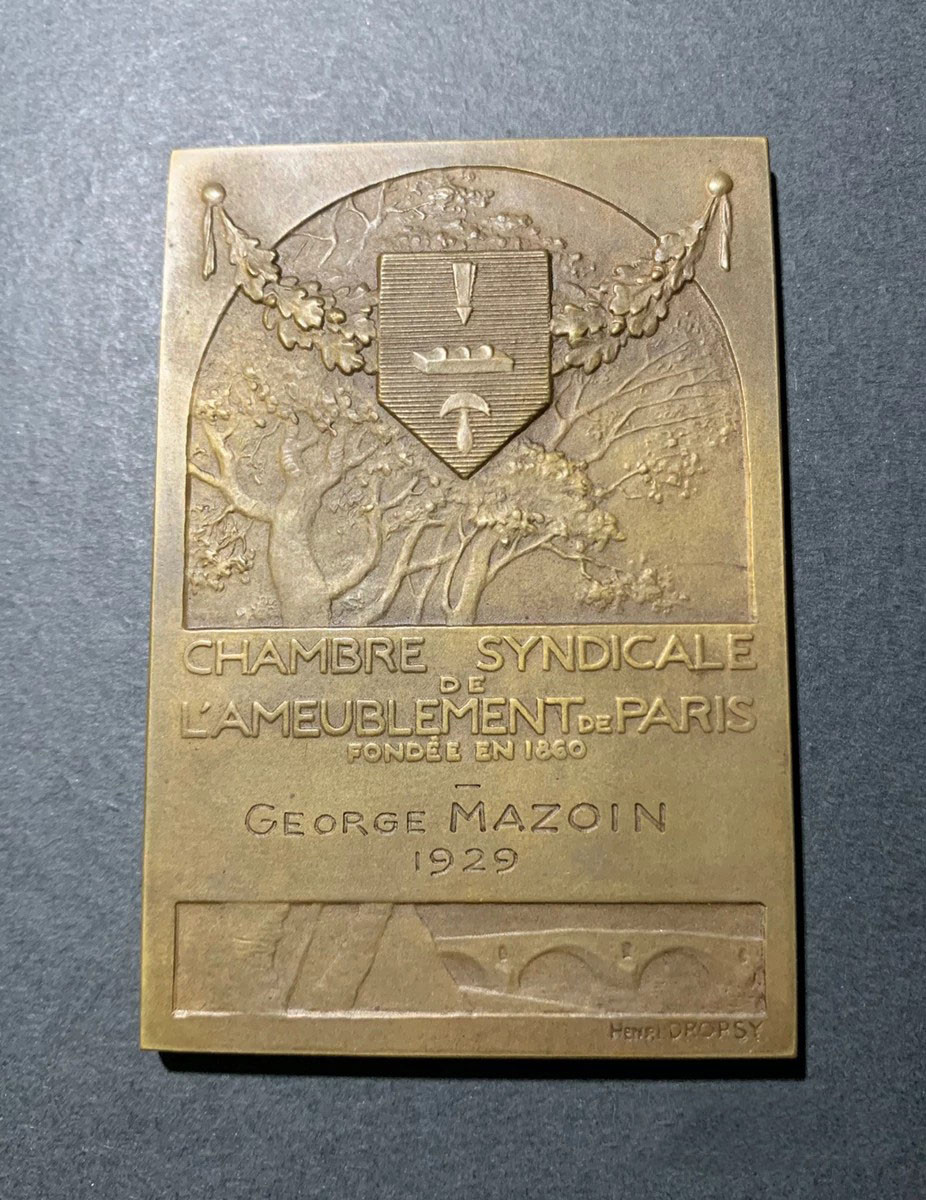 CHAMBRE SYNDICALE
DE
L'AMEUBLEMENT DE PARIS
FONDÉE EN 1860
GEORGE MAZOIN
1929
HENRI DROPSY